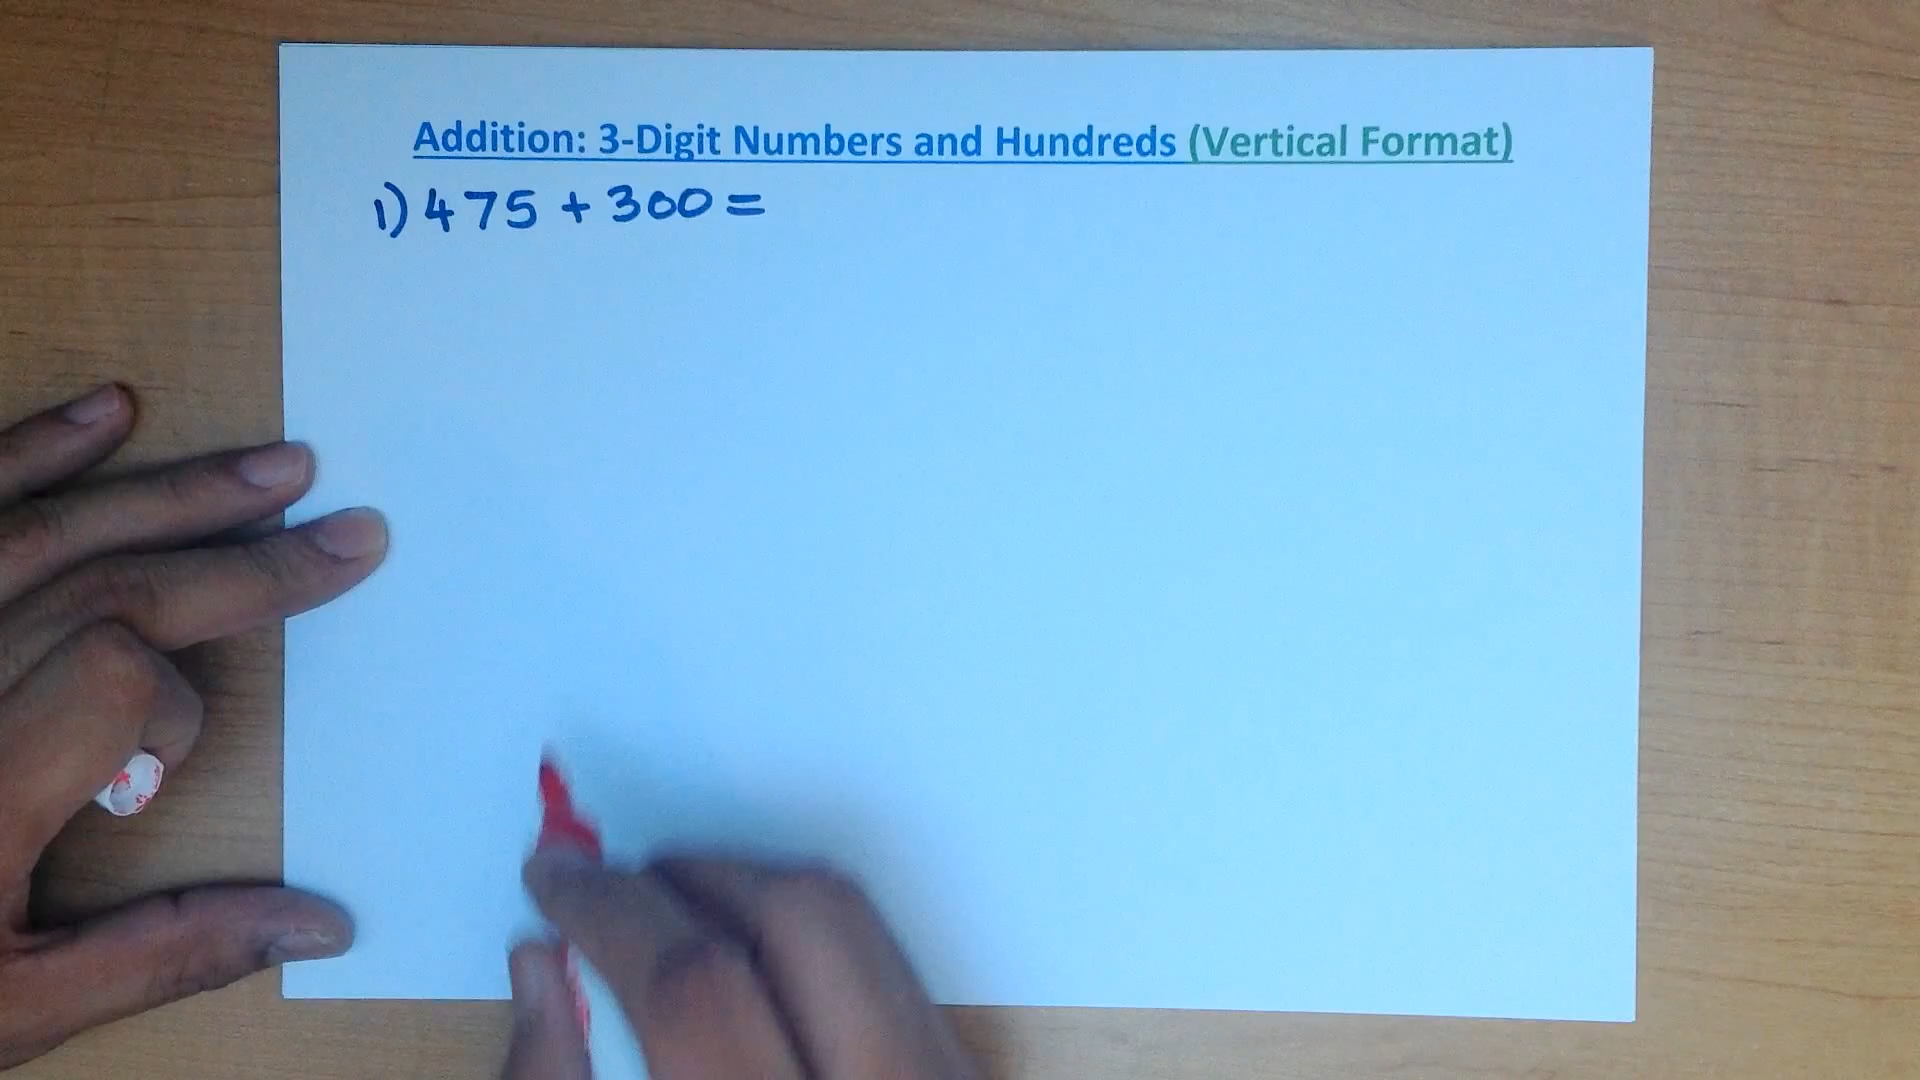 Addition: 3-Digit Numbers and Hundreds (Vertical Format)
1) 475 + 300 =